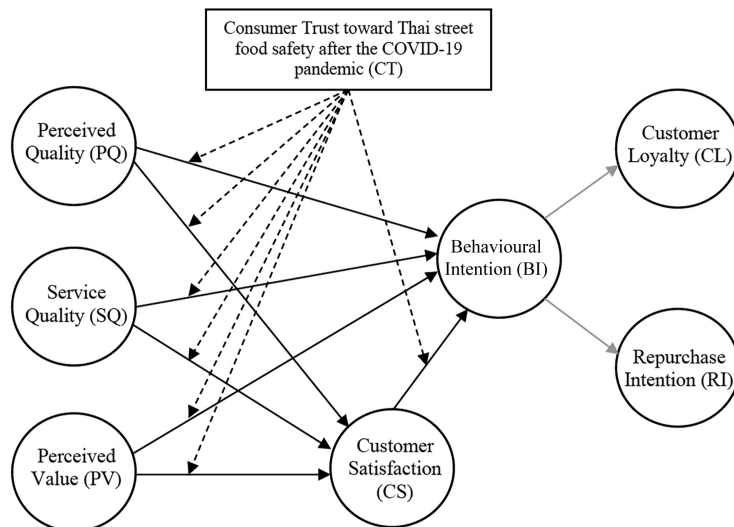 Consumer Trust toward Thai street
food safety after the COVID-19
pandemic (CT)
Perceived
Quality (PQ)
Customer
Loyalty (CL)
Behavioural
Intention (BI)
Service
Quality (SQ)
Repurchase
Intention (RI)
Perceived
Value (PV)
Customer
Satisfaction
(CS)